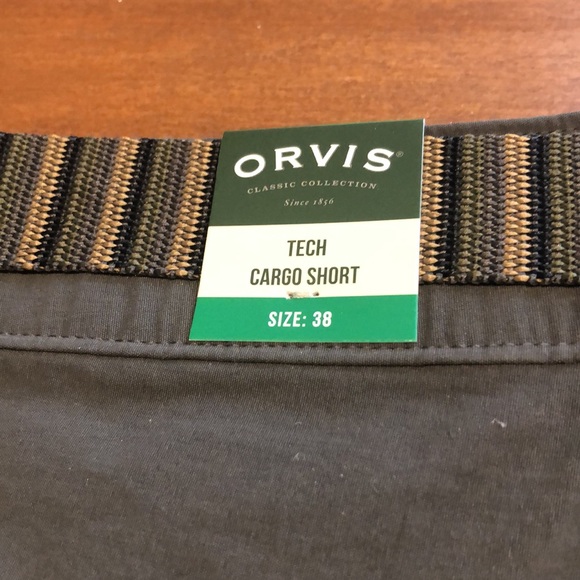 ORVIS®
CLASSIC COLLECTION
Since 1856
TECH
CARGO SHORT
SIZE: 38